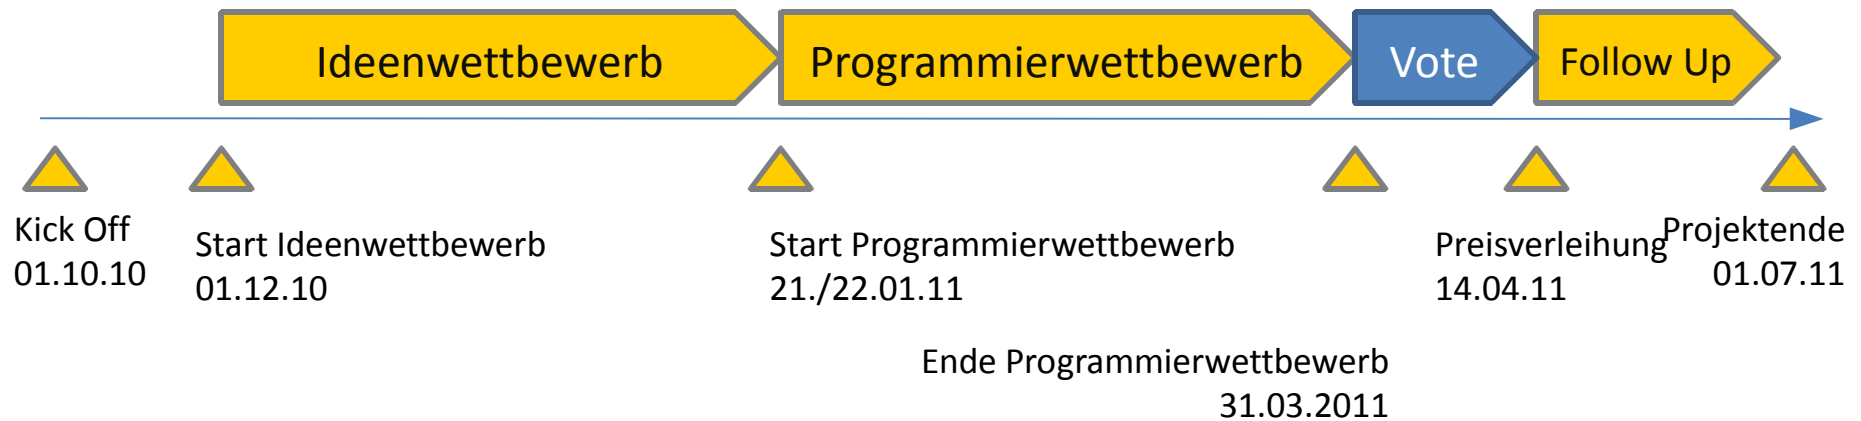 Ideenwettbewerb
Programmierwettbewerb
Vote
Follow Up
Kick Off
01.10.10
Start Ideenwettbewerb
01.12.10
Start Programmierwettbewerb
21./22.01.11
Ende Programmierwettbewerb
31.03.2011
Preisverleihung
14.04.11
Projektende
01.07.11